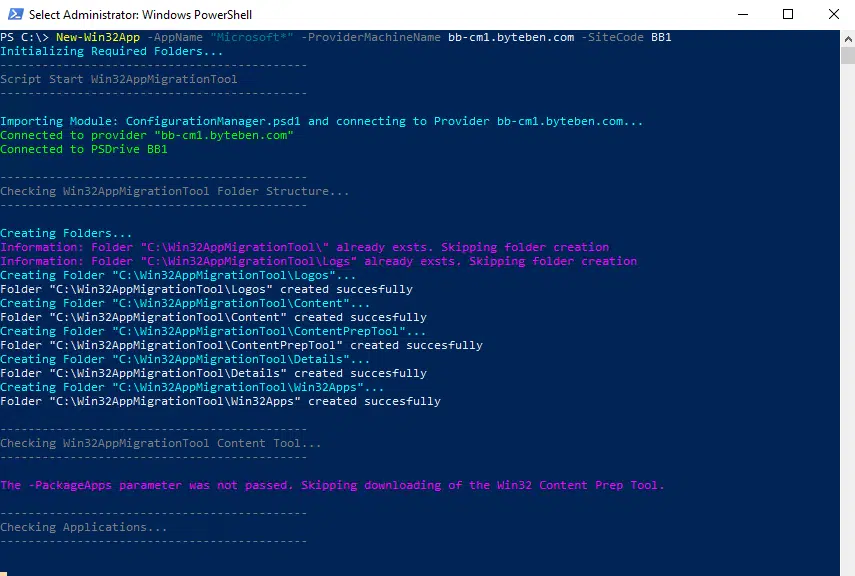 Select Administrator: Windows PowerShell
PS C:\> New-Win32App -AppName "Microsoft*" -ProviderMachineName bb-cm1.byteben.com -SiteCode BB1
Initializing Required Folders...
--------------------------------------------
Script Start Win32AppMigrationTool
--------------------------------------------
Importing Module: ConfigurationManager.psd1 and connecting to Provider bb-cm1.byteben.com...
Connected to provider "bb-cm1.byteben.com"
Connected to PSDrive BB1
--------------------------------------------
Checking Win32AppMigrationTool Folder Structure...
--------------------------------------------
Creating Folders...
Information: Folder "C:\Win32AppMigrationTool\" already exsts. Skipping folder creation
Information: Folder "C:\Win32AppMigrationTool\Logs" already exsts. Skipping folder creation
Creating Folder "C:\Win32AppMigrationTool\Logos"...
Folder "C:\Win32AppMigrationTool\Logos" created succesfully
Creating Folder "C:\Win32AppMigrationTool\Content"...
Folder "C:\Win32AppMigrationTool\Content" created succesfully
Creating Folder "C:\Win32AppMigrationTool\ContentPrepTool"...
Folder "C:\Win32AppMigrationTool\ContentPrepTool" created succesfully
Creating Folder "C:\Win32AppMigrationTool\Details"...
Folder "C:\Win32AppMigrationTool\Details" created succesfully
Creating Folder "C:\Win32AppMigrationTool\Win32Apps"...
Folder "C:\Win32AppMigrationTool\Win32Apps" created succesfully
--------------------------------------------
Checking Win32AppMigrationTool Content Tool...
--------------------------------------------
The -PackageApps parameter was not passed. Skipping downloading of the Win32 Content Prep Tool.
--------------------------------------------
Checking Applications...
--------------------------------------------